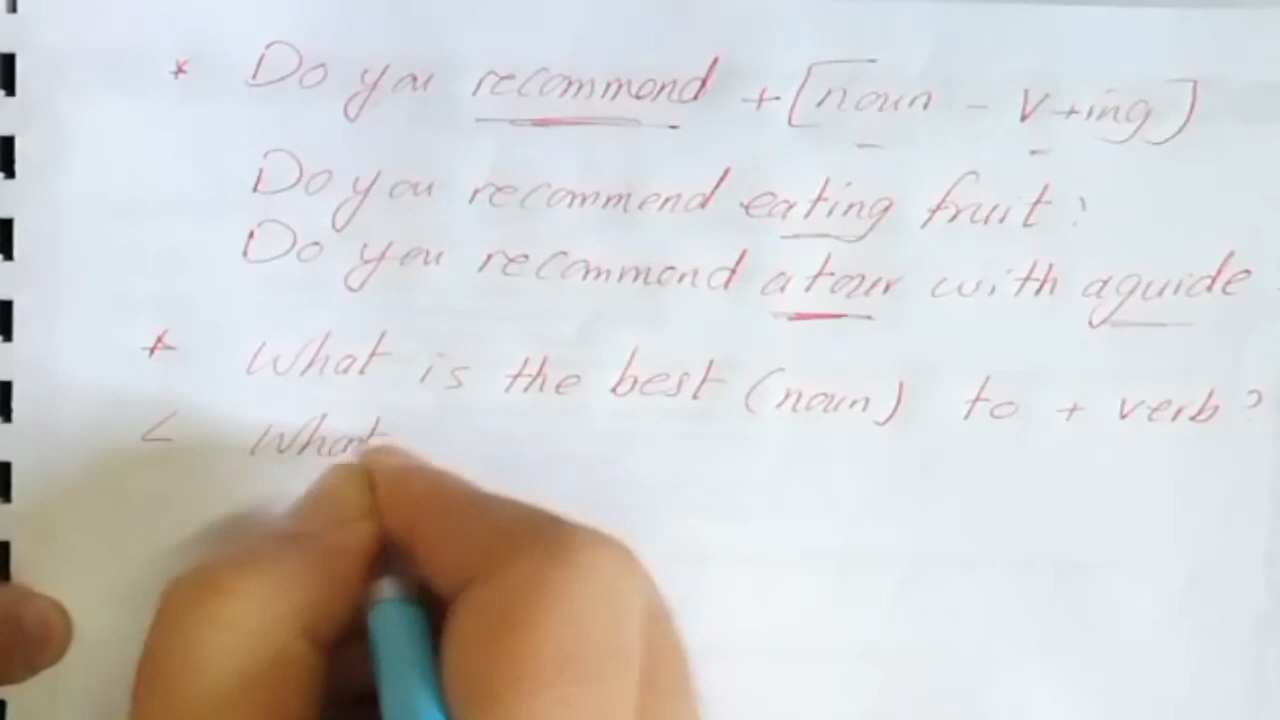 * Do you recommend + [noun - V+ing]
Do you recommend eating fruit?
Do you recommend a tour with a guide
* What is the best (noun) to + verb?
< What